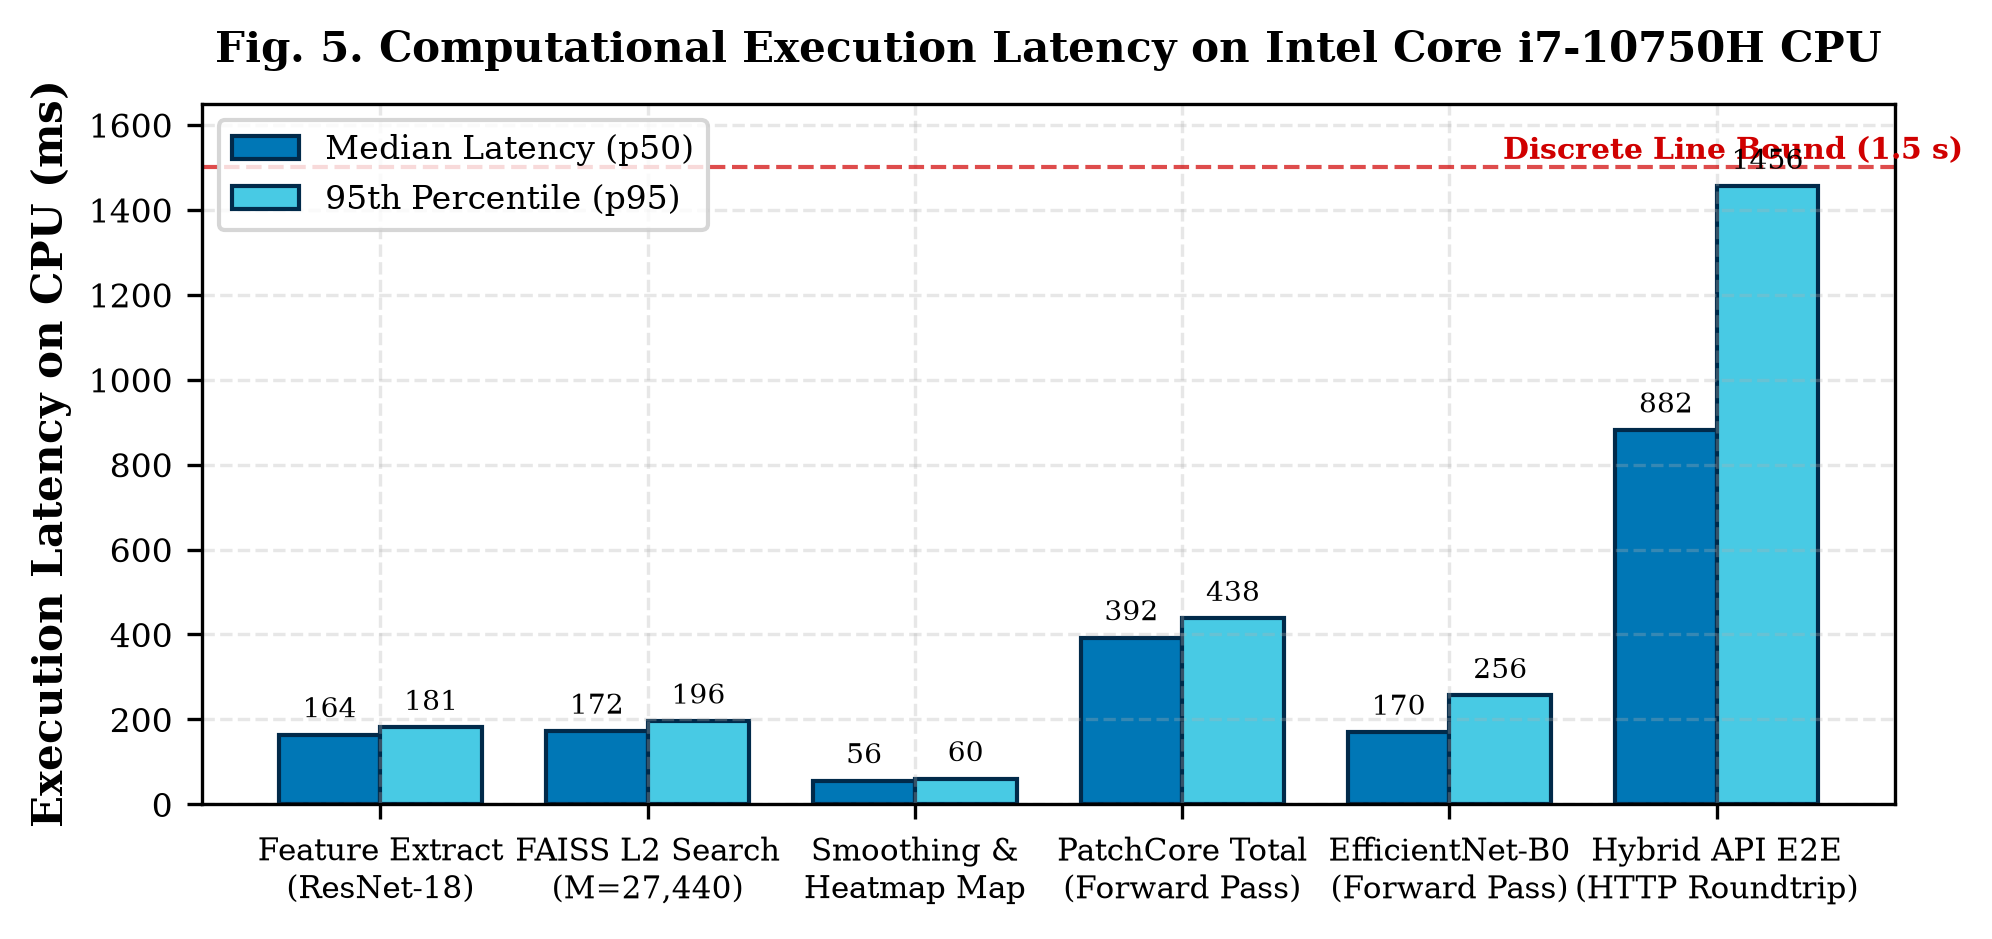 Fig. 5. Computational Execution Latency on Intel Core i7-10750H CPU
Execution Latency on CPU (ms)
1600
1400
1200
1000
800
600
400
200
0
Median Latency (p50)
95th Percentile (p95)
Discrete Line Bound (1.5 s)
164
181
172
196
56
60
392
438
170
256
882
1456
Feature Extract
(ResNet-18)
FAISS L2 Search
(M=27,440)
Smoothing &
Heatmap Map
PatchCore Total
(Forward Pass)
EfficientNet-B0
(Forward Pass)
Hybrid API E2E
(HTTP Roundtrip)